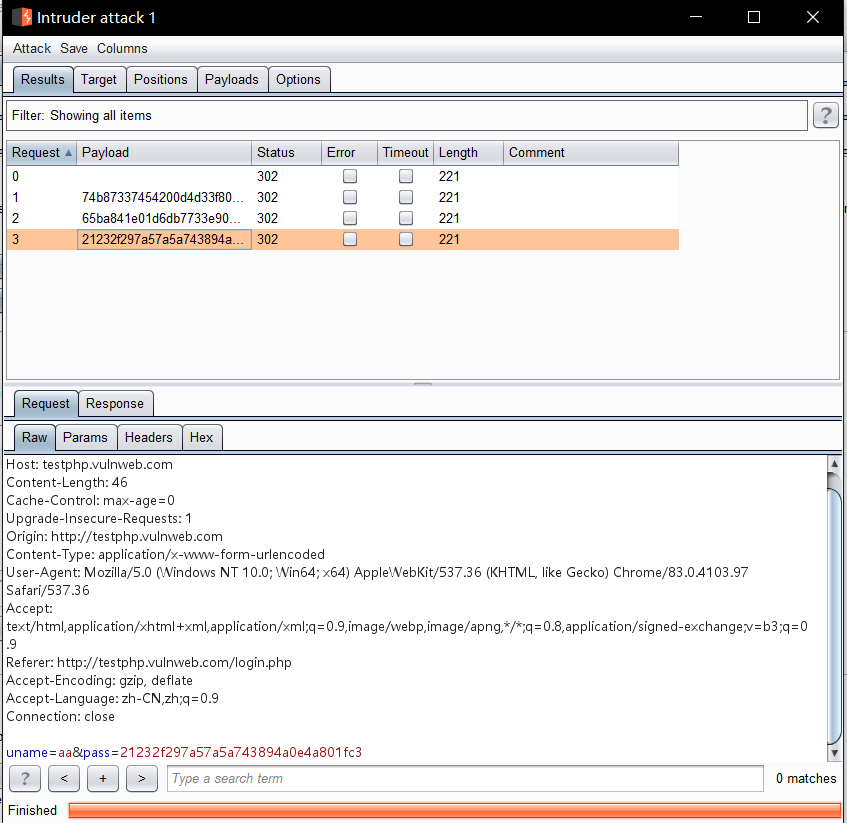 Intruder attack 1
Attack Save Columns
Results Target Positions Payloads Options
Filter: Showing all items ?
Request Payload Status Error Timeout Length Comment
0 302 221
1 74b87337454200d4d33f80... 302 221
2 65ba841e01d6db7733e90... 302 221
3 21232f297a57a5a743894a... 302 221
Request Response
Raw Params Headers Hex
Host: testphp.vulnweb.com
Content-Length: 46
Cache-Control: max-age=0
Upgrade-Insecure-Requests: 1
Origin: http://testphp.vulnweb.com
Content-Type: application/x-www-form-urlencoded
User-Agent: Mozilla/5.0 (Windows NT 10.0; Win64; x64) AppleWebKit/537.36 (KHTML, like Gecko) Chrome/83.0.4103.97
Safari/537.36
Accept:
text/html,application/xhtml+xml,application/xml;q=0.9,image/webp,image/apng,*/*;q=0.8,application/signed-exchange;v=b3;q=0
.9
Referer: http://testphp.vulnweb.com/login.php
Accept-Encoding: gzip, deflate
Accept-Language: zh-CN,zh;q=0.9
Connection: close
uname=aa&pass=21232f297a57a5a743894a0e4a801fc3
? < + > Type a search term 0 matches
Finished